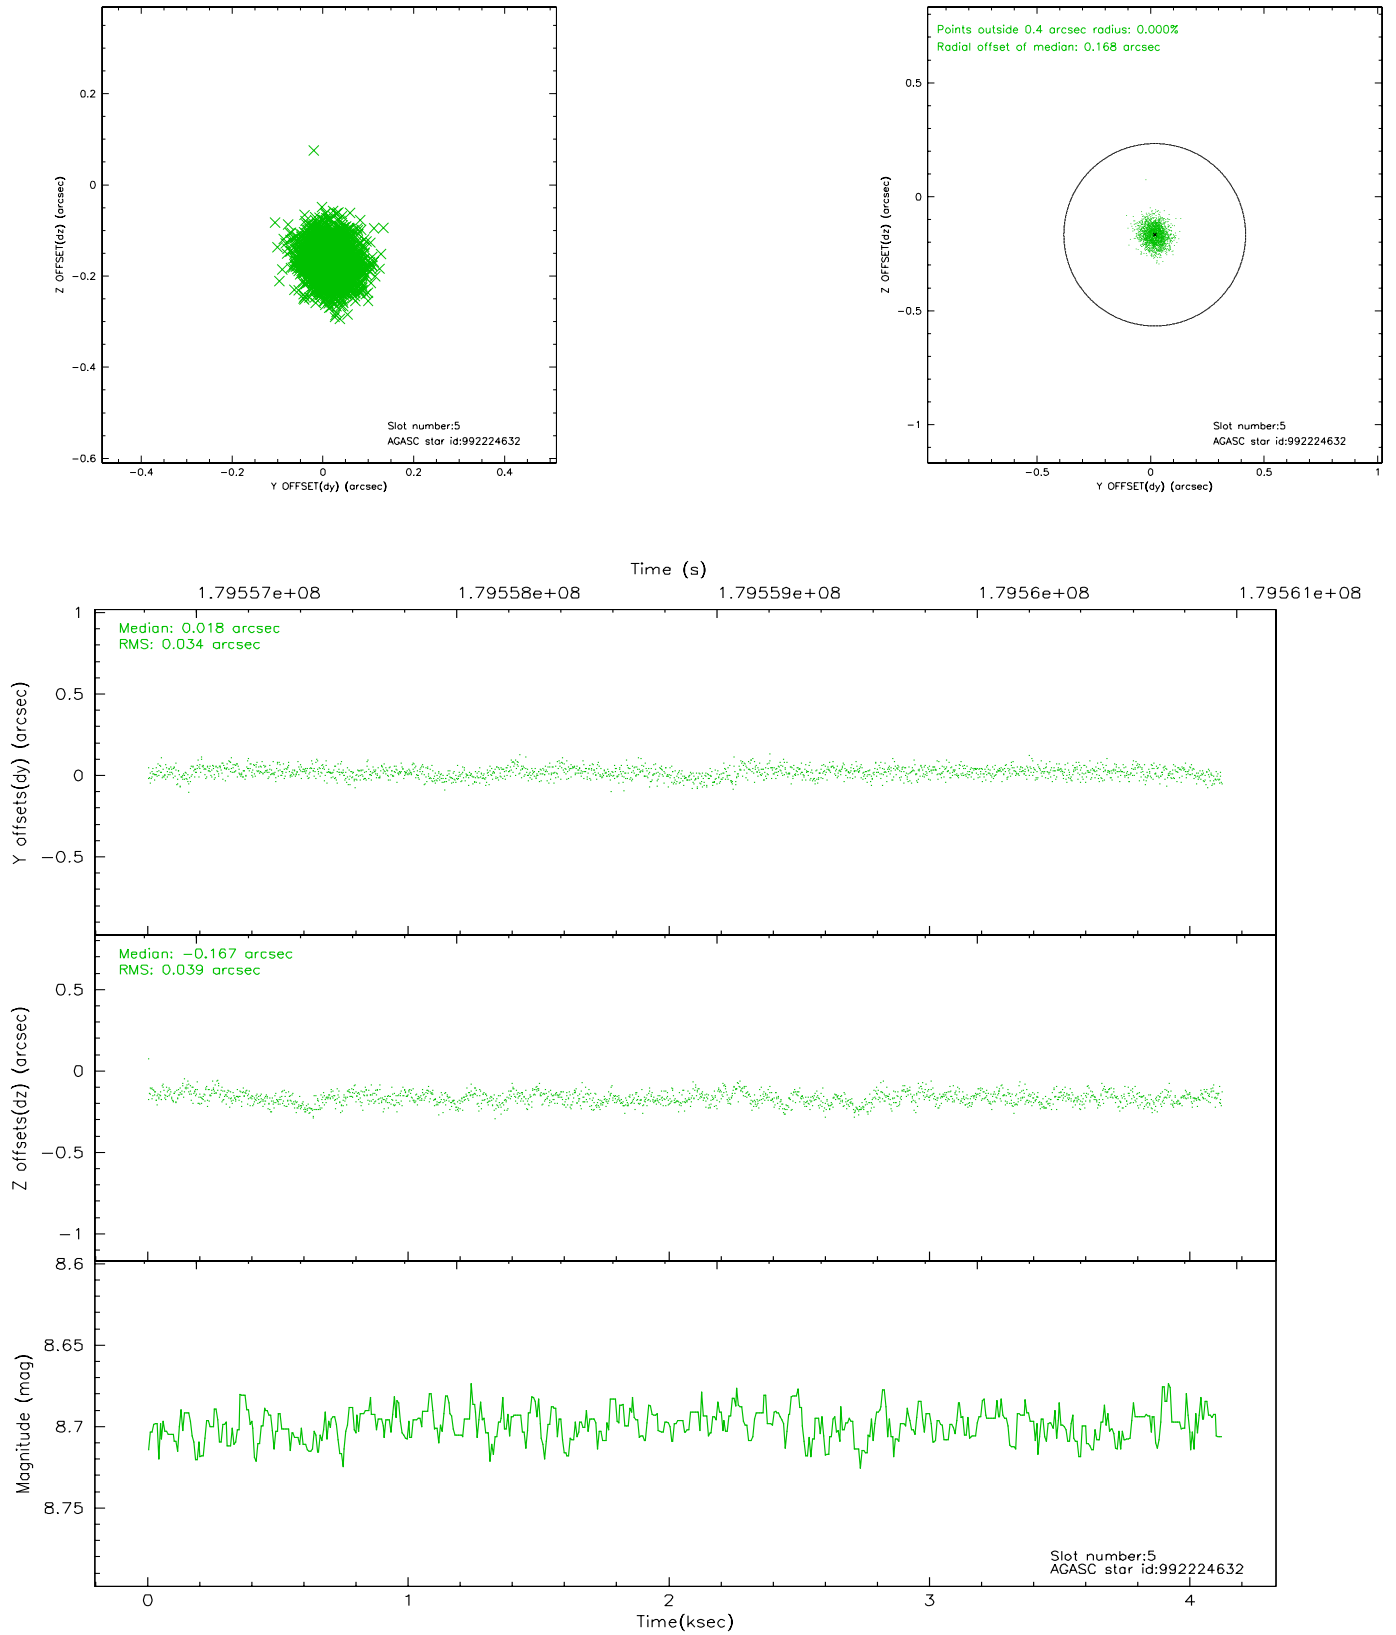 0.2
0
−0.2
−0.4
−0.6
Z OFFSET(dz) (arcsec)
Slot number:5
AGASC star id:992224632
−0.4
−0.2
0
0.2
0.4
Y OFFSET(dy) (arcsec)
Points outside 0.4 arcsec radius: 0.000%
Radial offset of median: 0.168 arcsec
0.5
0
−0.5
−1
Z OFFSET(dz) (arcsec)
Slot number:5
AGASC star id:992224632
−0.5
0
0.5
1
Y OFFSET(dy) (arcsec)
Time (s)
1.79557e+08
1.79558e+08
1.79559e+08
1.7956e+08
1.79561e+08
Median: 0.018 arcsec
RMS: 0.034 arcsec
1
0.5
0
−0.5
Y offsets(dy) (arcsec)
Median: −0.167 arcsec
RMS: 0.039 arcsec
0.5
0
−0.5
−1
Z offsets(dz) (arcsec)
8.6
8.65
8.7
8.75
Magnitude (mag)
Slot number:5
AGASC star id:992224632
0
1
2
3
4
Time(ksec)